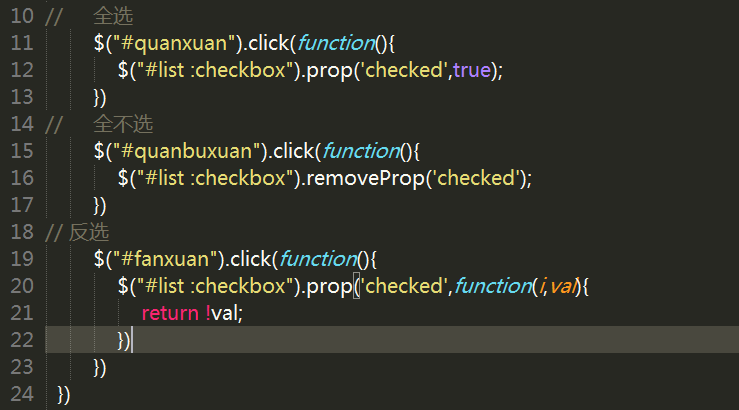 10 //     全选
11         $("#quanxuan").click(function(){
12             $("#list :checkbox").prop('checked',true);
13         })
14 //     全不选
15         $("#quanbuxuan").click(function(){
16             $("#list :checkbox").removeProp('checked');
17         })
18 // 反选
19         $("#fanxuan").click(function(){
20             $("#list :checkbox").prop('checked',function(i,val){
21                 return !val;
22             })
23         })
24   })